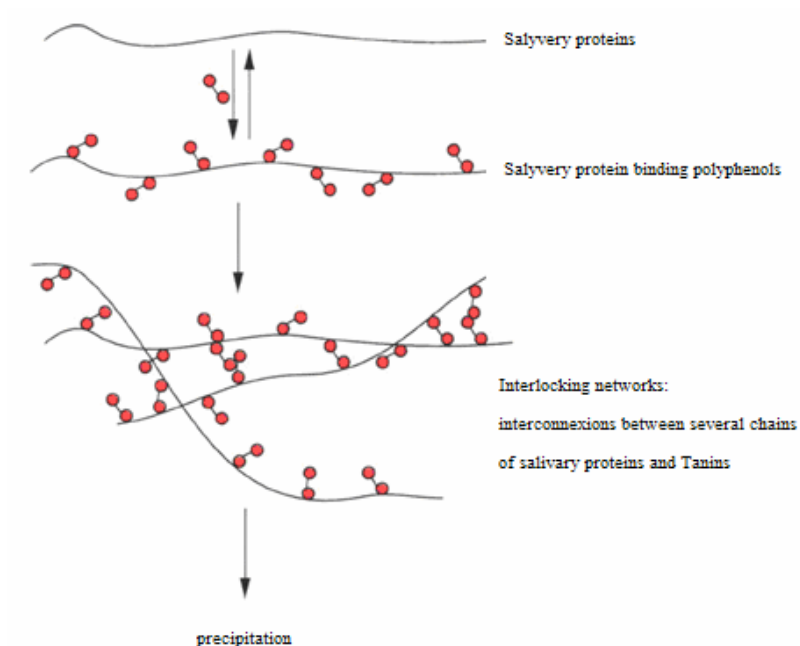 Salyvery proteins
Salyvery protein binding polyphenols
Interlocking networks:
interconnexions between several chains
of salivary proteins and Tanins
precipitation